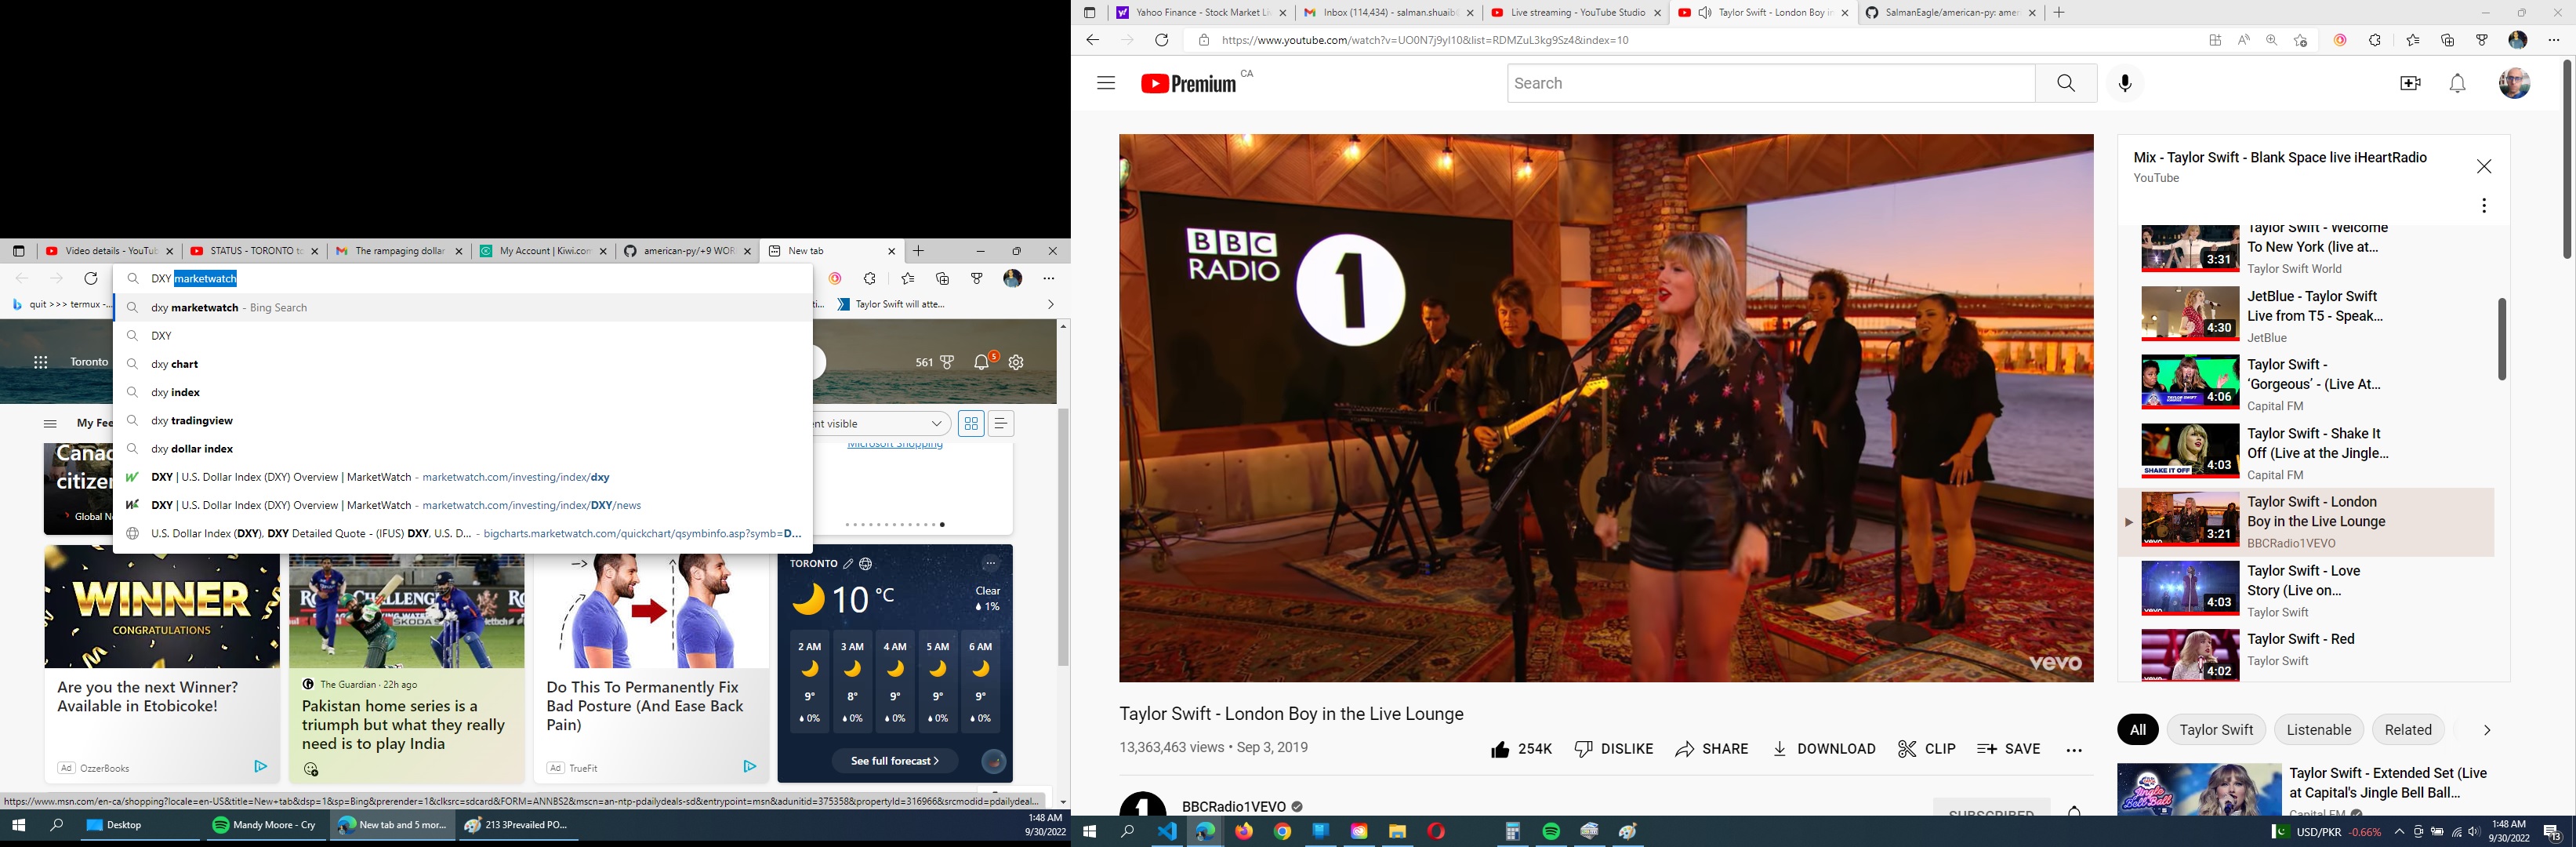 Video details - YouTub
STATUS - TORONTO to
The rampaging dollar
My Account | Kiwi.com
american-py/+9 WOR
New tab
DXY marketwatch
quit >>> termux -...
Taylor Swift will atte...
dxy marketwatch - Bing Search
DXY
dxy chart
dxy index
dxy tradingview
dxy dollar index
DXY | U.S. Dollar Index (DXY) Overview | MarketWatch - marketwatch.com/investing/index/dxy
DXY | U.S. Dollar Index (DXY) Overview | MarketWatch - marketwatch.com/investing/index/DXY/news
U.S. Dollar Index (DXY), DXY Detailed Quote - (IFUS) DXY, U.S. D... - bigcharts.marketwatch.com/quickchart/qsymbinfo.asp?symb=D...
Toronto
561
5
My Fee
nt visible
Microsoft Shopping
Canad
citizen
Global N
WINNER
CONGRATULATIONS
Are you the next Winner?
Available in Etobicoke!
Ad OzzerBooks
The Guardian · 22h ago
Pakistan home series is a
triumph but what they really
need is to play India
Do This To Permanently Fix
Bad Posture (And Ease Back
Pain)
Ad TrueFit
TORONTO
10 °C
Clear
1%
2 AM 3 AM 4 AM 5 AM 6 AM
9° 8° 9° 9° 9°
0% 0% 0% 0% 0%
See full forecast
https://www.msn.com/en-ca/shopping?locale=en-US&title=New+tab&dsp=1&sp=Bing&prerender=1&clksrc=sdcard&FORM=ANNBS2&mscn=an-ntp-pdailydeals-sd&entrypoint=msn&adunitid=375358&propertyId=316966&srcmodid=pdailydeal...
Desktop
Mandy Moore - Cry
New tab and 5 mor...
213 3Prevailed PO...
1:48 AM
9/30/2022
Yahoo Finance - Stock Market Li
Inbox (114,434) - salman.shuaib
Live streaming - YouTube Studio
Taylor Swift - London Boy in
SalmanEagle/american-py: amer
https://www.youtube.com/watch?v=UO0N7j9yI10&list=RDMZuL3kg9Sz4&index=10
Premium CA
Search
BBC
RADIO
1
vevo
Taylor Swift - London Boy in the Live Lounge
13,363,463 views • Sep 3, 2019
254K DISLIKE SHARE DOWNLOAD CLIP SAVE
BBCRadio1VEVO
SUBSCRIBED
Mix - Taylor Swift - Blank Space live iHeartRadio
YouTube
Taylor Swift - Welcome
To New York (live at...
Taylor Swift World
3:31
JetBlue - Taylor Swift
Live from T5 - Speak...
JetBlue
4:30
Taylor Swift -
‘Gorgeous’ - (Live At...
Capital FM
4:06
Taylor Swift - Shake It
Off (Live at the Jingle...
Capital FM
SHAKE IT OFF
4:03
Taylor Swift - London
Boy in the Live Lounge
BBCRadio1VEVO
3:21
Taylor Swift - Love
Story (Live on...
Taylor Swift
4:03
Taylor Swift - Red
Taylor Swift
4:02
All
Taylor Swift
Listenable
Related
Taylor Swift - Extended Set (Live
at Capital's Jingle Bell Ball...
Capital FM
USD/PKR -0.66%
1:48 AM
9/30/2022
13